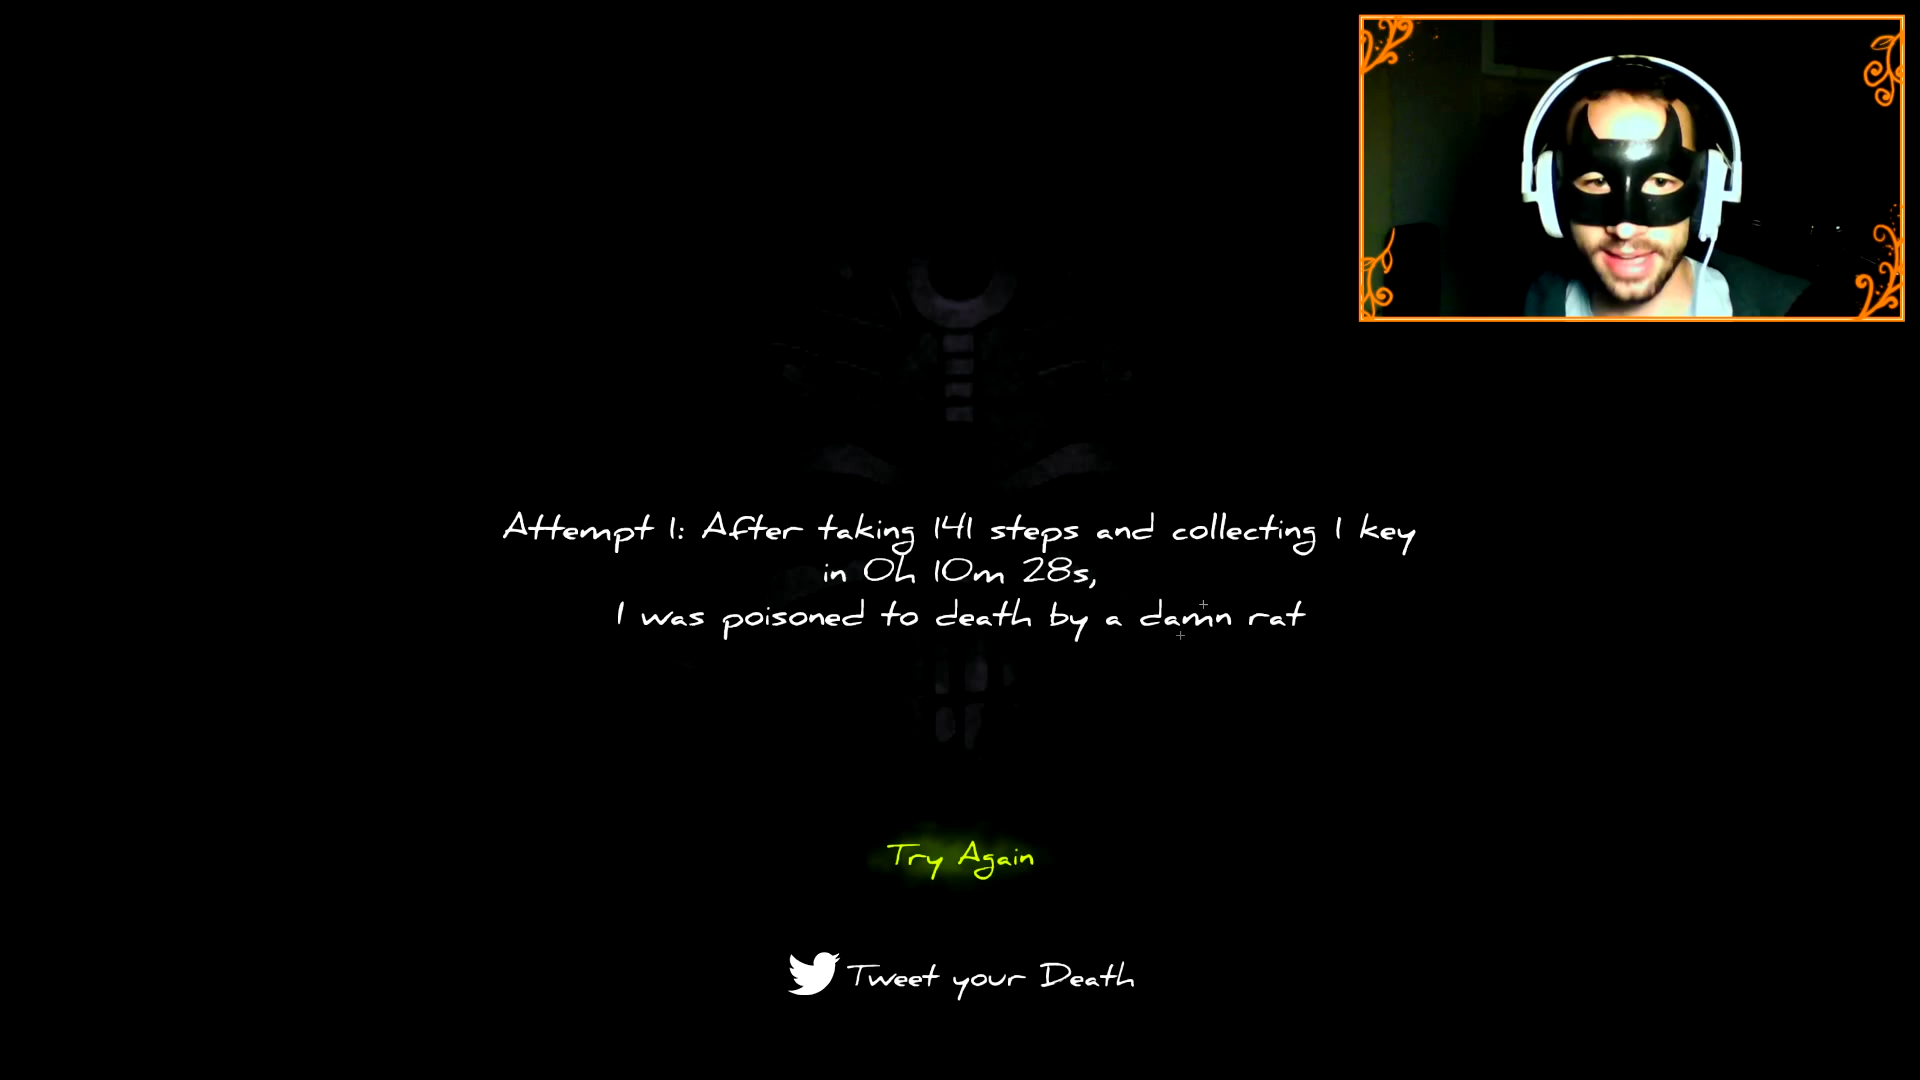 Attempt 1: After taking 141 steps and collecting 1 key
in 0h 10m 28s,
I was poisoned to death by a damn rat
Try Again
Tweet your Death